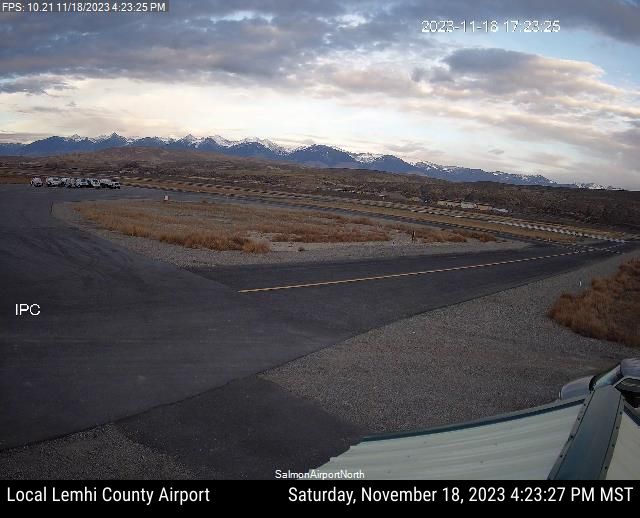 FPS: 10.21 11/18/2023 4:23:25 PM
2023-11-18 17:23:25
IPC
SalmonAirportNorth
Local Lemhi County Airport
Saturday, November 18, 2023 4:23:27 PM MST